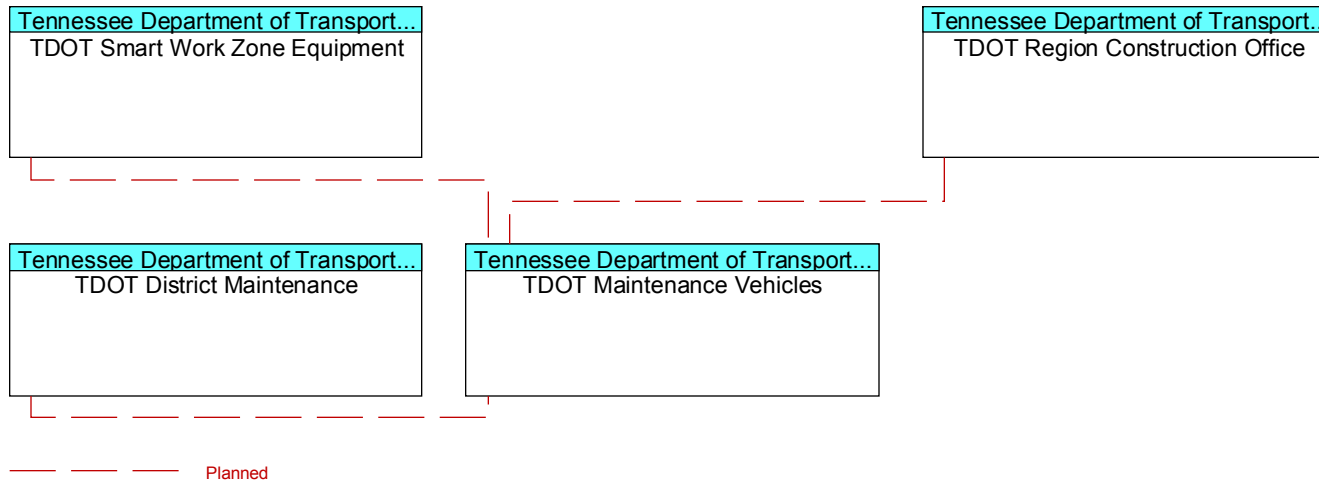 Tennessee Department of Transport...
TDOT Smart Work Zone Equipment
Tennessee Department of Transport...
TDOT Region Construction Office
Tennessee Department of Transport...
TDOT District Maintenance
Tennessee Department of Transport...
TDOT Maintenance Vehicles
Planned